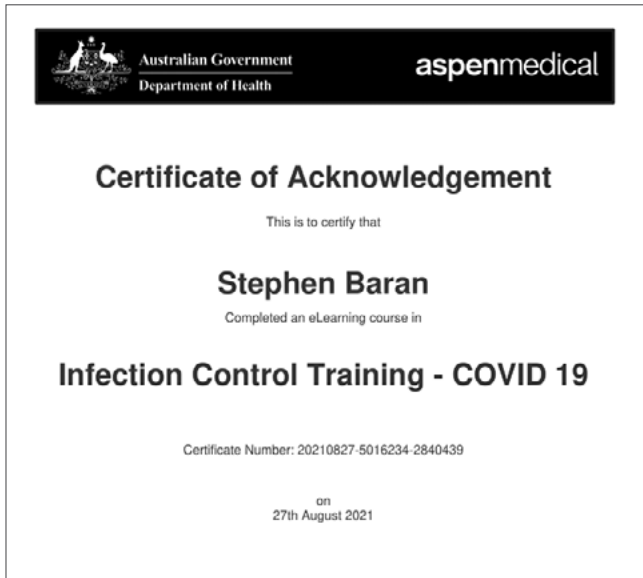 Australian Government
Department of Health
aspenmedical
Certificate of Acknowledgement
This is to certify that
Stephen Baran
Completed an eLearning course in
Infection Control Training - COVID 19
Certificate Number: 20210827-5016234-2840439
on
27th August 2021